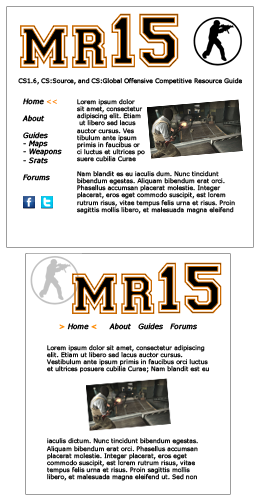 MR15
CS1.6, CS:Source, and CS:Global Offensive Competitive Resource Guide
Home <<
About
Guides
- Maps
- Weapons
- Srats
Forums
Lorem ipsum dolor
sit amet, consectetur
adipiscing elit. Etiam
ut libero sed lacus
auctor cursus. Ves
tibulum ante ipsum
primis in faucibus or
ci luctus et ultrices po
suere cubilia Curae
Nam blandit es eu iaculis dum. Nunc tincidunt
bibendum egestas. Aliquam bibendum erat orci.
Phasellus accumsan placerat molestie. Integer
placerat, eros eget commodo suscipit, est lorem
rutrum risus, vitae tempus felis urna et risus. Proin
sagittis mollis libero, et malesuada magna eleifend
MR15
> Home < About Guides Forums
Lorem ipsum dolor sit amet, consectetur adipiscing
elit. Etiam ut libero sed lacus auctor cursus.
Vestibulum ante ipsum primis in faucibus orci luctus
et ultrices posuere cubilia Curae; Nam blandit est eu
iaculis dictum. Nunc tincidunt bibendum egestas.
Aliquam bibendum erat orci. Phasellus accumsan
placerat molestie. Integer placerat, eros eget
commodo suscipit, est lorem rutrum risus, vitae
tempus felis urna et risus. Proin sagittis mollis
libero, et malesuada magna eleifend ut. Sed non